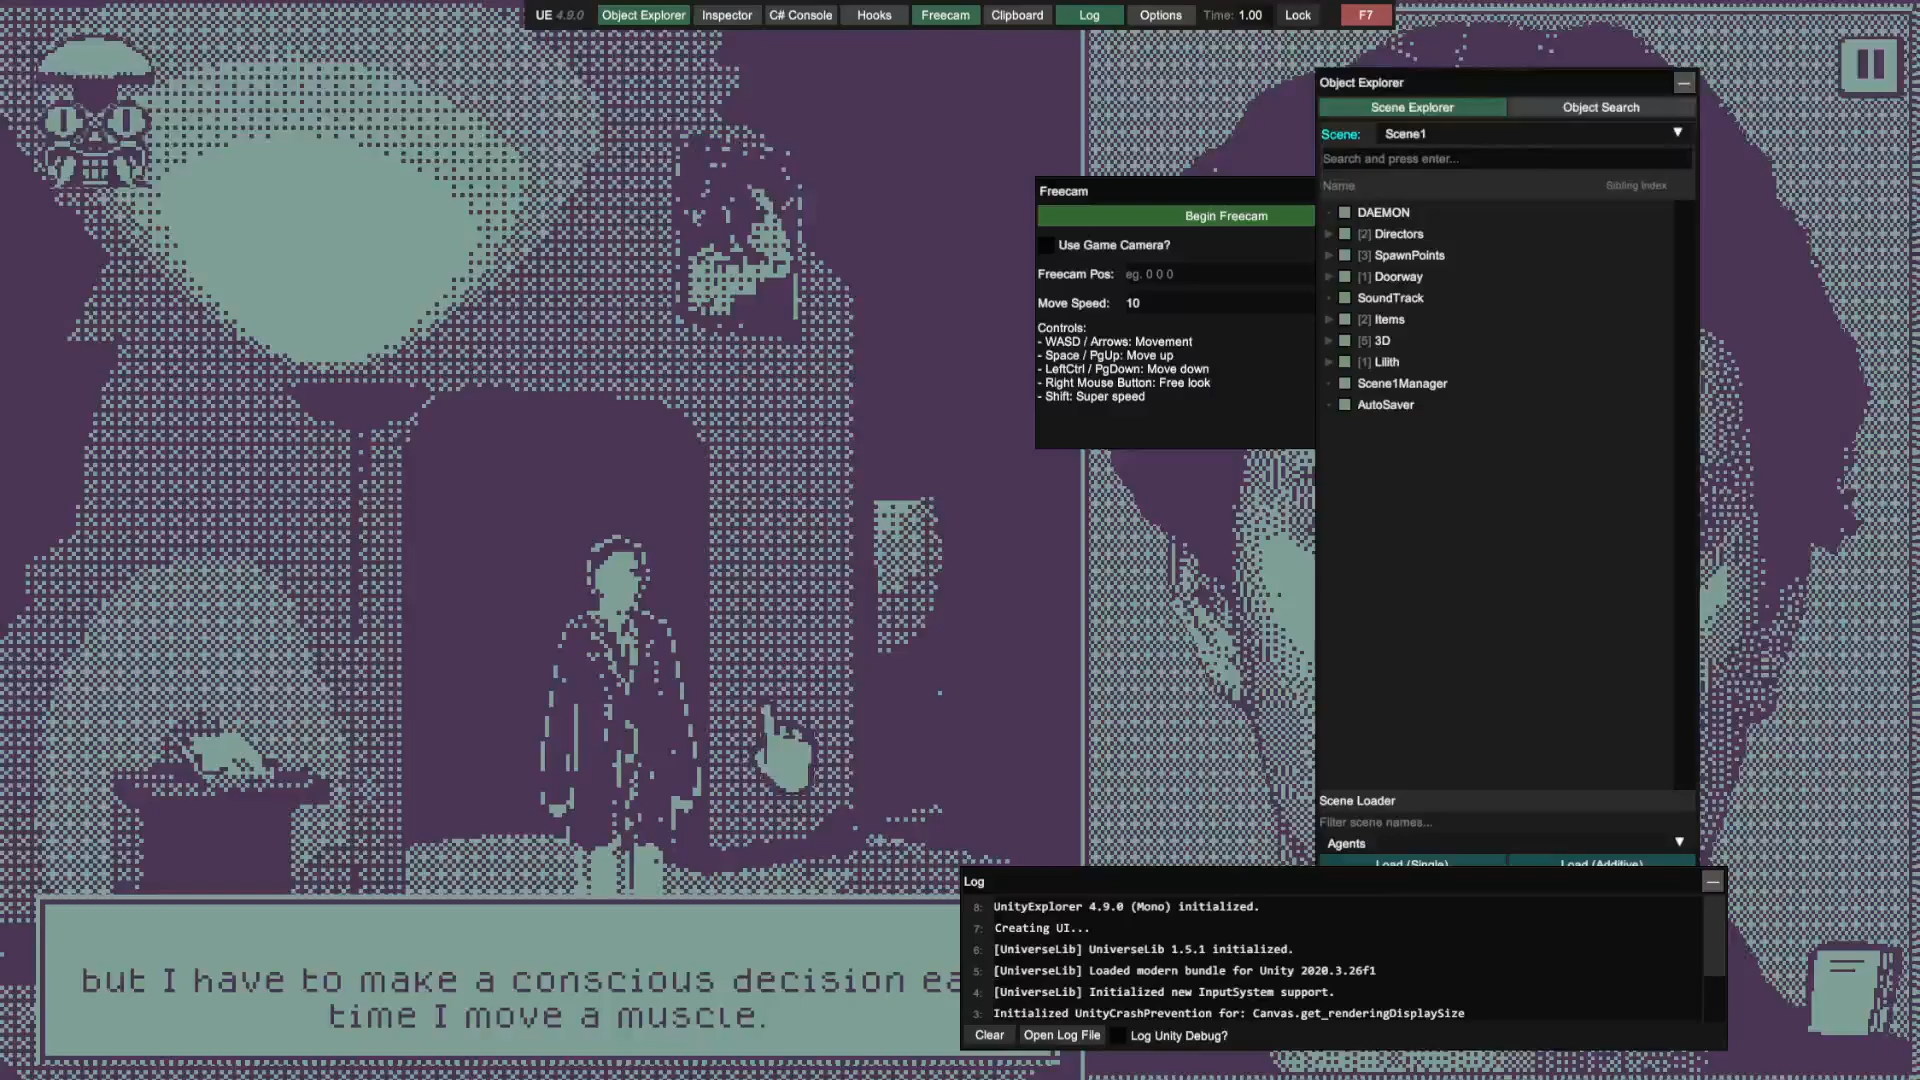 UE 4.9.0
Object Explorer
Inspector
C# Console
Hooks
Freecam
Clipboard
Log
Options
Time: 1.00
Lock
F7
Object Explorer
Scene Explorer
Object Search
Scene: Scene1
Search and press enter...
Name
Sibling Index
DAEMON
[2] Directors
[3] SpawnPoints
[1] Doorway
SoundTrack
[2] Items
[5] 3D
[1] Lilith
Scene1Manager
AutoSaver
Scene Loader
Filter scene names...
Agents
Load (Single)
Load (Additive)
Freecam
Begin Freecam
Use Game Camera?
Freecam Pos: eg. 0 0 0
Move Speed: 10
Controls:
- WASD / Arrows: Movement
- Space / PgUp: Move up
- LeftCtrl / PgDown: Move down
- Right Mouse Button: Free look
- Shift: Super speed
Log
8: UnityExplorer 4.9.0 (Mono) initialized.
7: Creating UI...
6: [UniverseLib] UniverseLib 1.5.1 initialized.
5: [UniverseLib] Loaded modern bundle for Unity 2020.3.26f1
4: [UniverseLib] Initialized new InputSystem support.
3: Initialized UnityCrashPrevention for: Canvas.get_renderingDisplaySize
Clear
Open Log File
Log Unity Debug?
but I have to make a conscious decision ea
time I move a muscle.